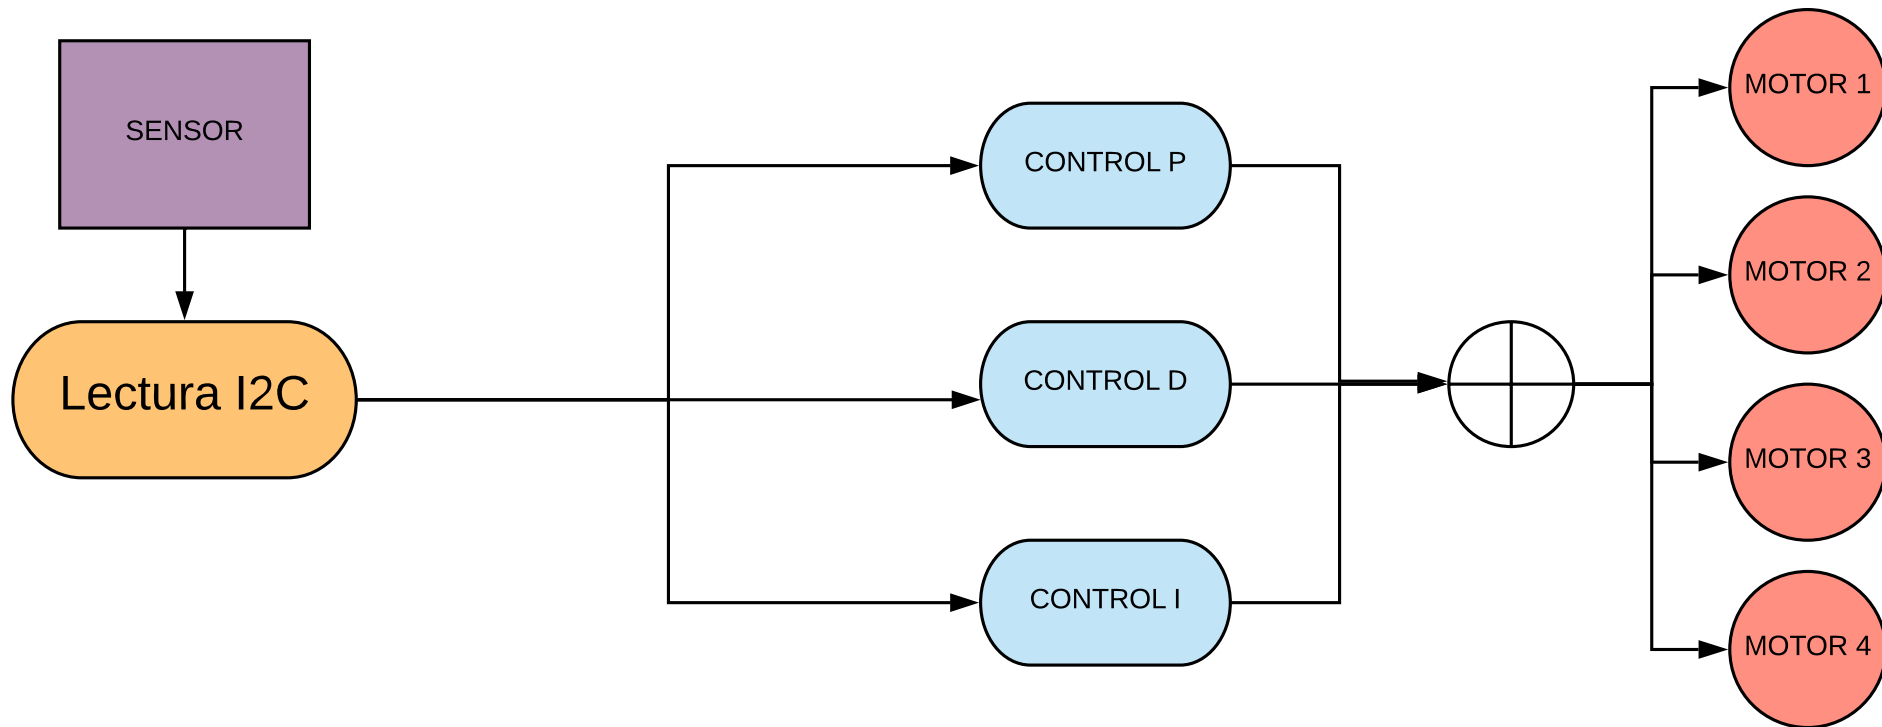 SENSOR
Lectura I2C
CONTROL P
CONTROL D
CONTROL I
MOTOR 1
MOTOR 2
MOTOR 3
MOTOR 4